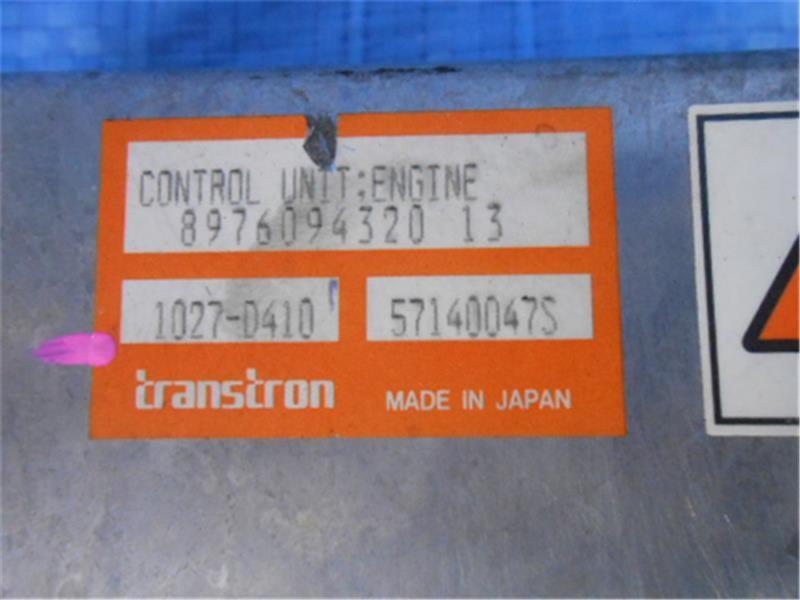 CONTROL UNIT:ENGINE
8976094320 13
1027-D410 57140047S
transtron MADE IN JAPAN